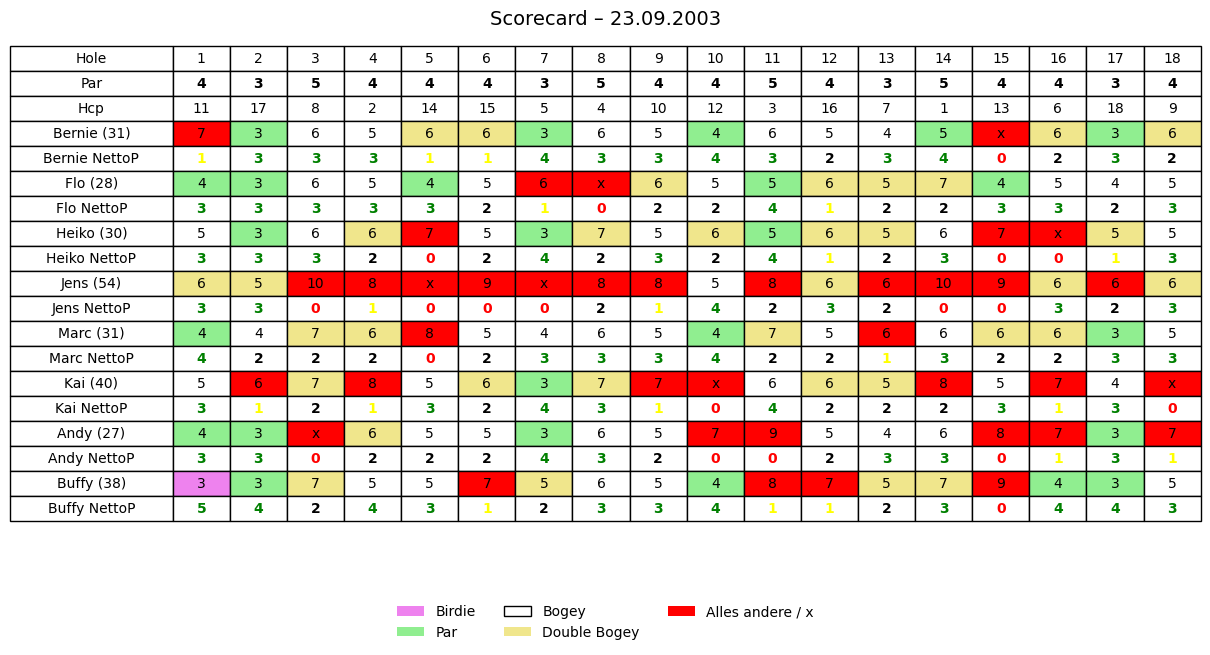 Scorecard – 23.09.2003
Hole 1 2 3 4 5 6 7 8 9 10 11 12 13 14 15 16 17 18
Par 4 3 5 4 4 4 3 5 4 4 5 4 3 5 4 4 3 4
Hcp 11 17 8 2 14 15 5 4 10 12 3 16 7 1 13 6 18 9
Bernie (31) 7 3 6 5 6 6 3 6 5 4 6 5 4 5 x 6 3 6
Bernie NettoP 1 3 3 3 1 1 4 3 3 4 3 2 3 4 0 2 3 2
Flo (28) 4 3 6 5 4 5 6 x 6 5 5 6 5 7 4 5 4 5
Flo NettoP 3 3 3 3 3 2 1 0 2 2 4 1 2 2 3 3 2 3
Heiko (30) 5 3 6 6 7 5 3 7 5 6 5 6 5 6 7 x 5 5
Heiko NettoP 3 3 3 2 0 2 4 2 3 2 4 1 2 3 0 0 1 3
Jens (54) 6 5 10 8 x 9 x 8 8 5 8 6 6 10 9 6 6 6
Jens NettoP 3 3 0 1 0 0 0 2 1 4 2 3 2 0 0 3 2 3
Marc (31) 4 4 7 6 8 5 4 6 5 4 7 5 6 6 6 6 3 5
Marc NettoP 4 2 2 2 0 2 3 3 3 4 2 2 1 3 2 2 3 3
Kai (40) 5 6 7 8 5 6 3 7 7 x 6 6 5 8 5 7 4 x
Kai NettoP 3 1 2 1 3 2 4 3 1 0 4 2 2 2 3 1 3 0
Andy (27) 4 3 x 6 5 5 3 6 5 7 9 5 4 6 8 7 3 7
Andy NettoP 3 3 0 2 2 2 4 3 2 0 0 2 3 3 0 1 3 1
Buffy (38) 3 3 7 5 5 7 5 6 5 4 8 7 5 7 9 4 3 5
Buffy NettoP 5 4 2 4 3 1 2 3 3 4 1 1 2 3 0 4 4 3
Birdie Bogey Alles andere / x
Par Double Bogey